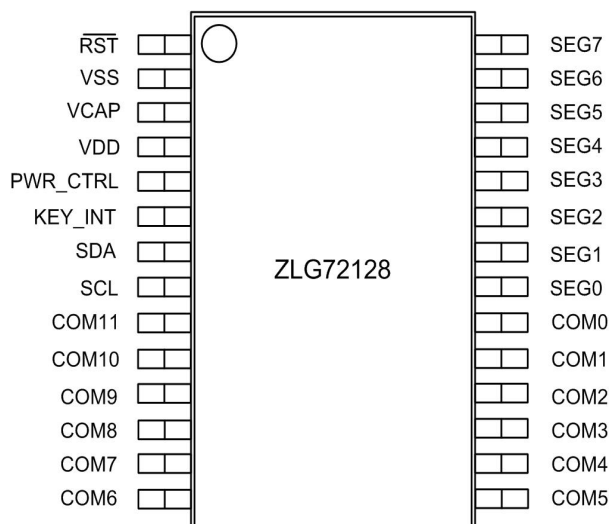 RST SEG7
VSS SEG6
VCAP SEG5
VDD SEG4
PWR_CTRL SEG3
KEY_INT SEG2
SDA SEG1
ZLG72128
SCL SEG0
COM11 COM0
COM10 COM1
COM9 COM2
COM8 COM3
COM7 COM4
COM6 COM5